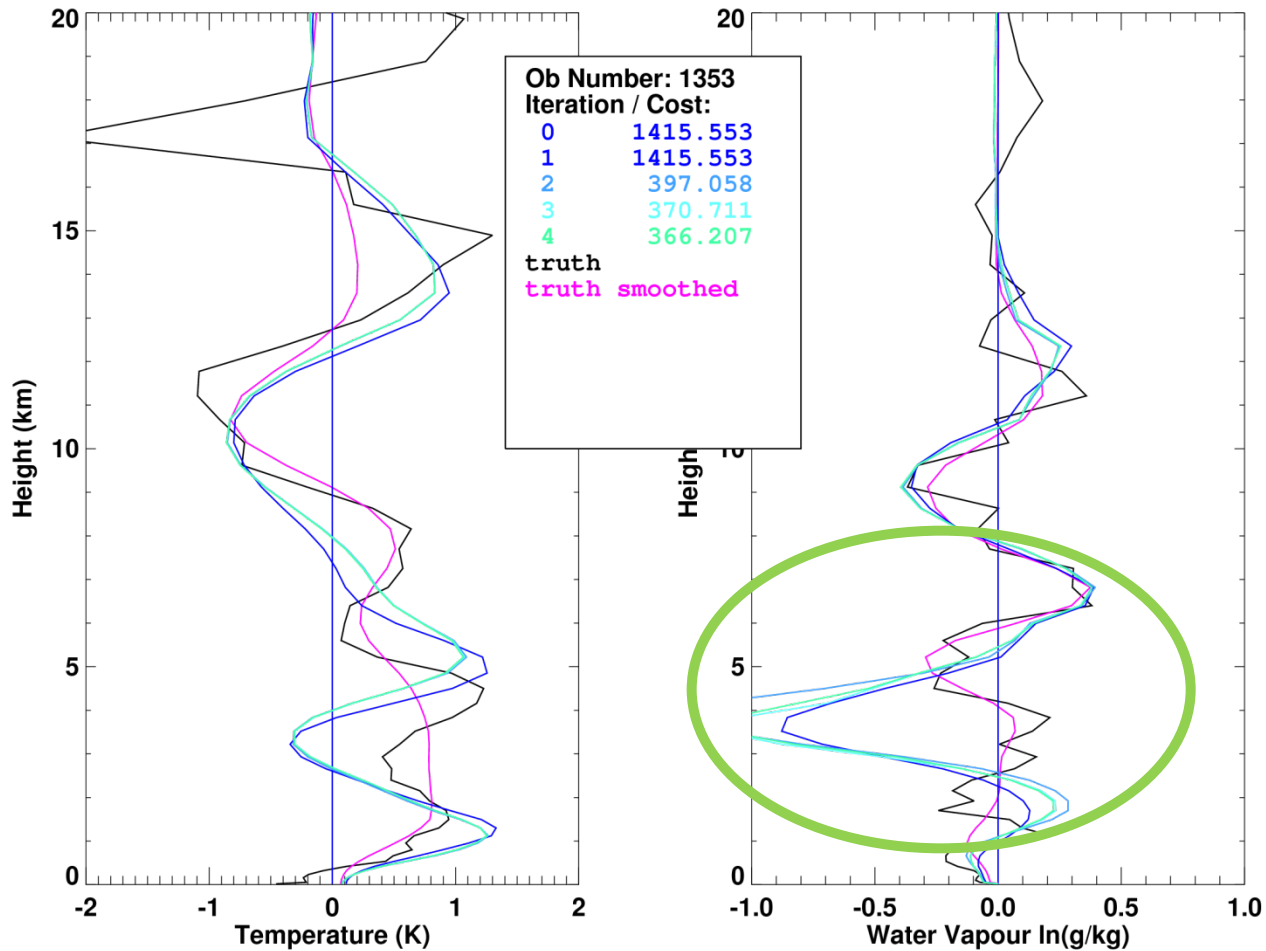 20
15
10
5
0
Height (km)
-2 -1 0 1 2
Temperature (K)
Ob Number: 1353
Iteration / Cost:
0 1415.553
1 1415.553
2 397.058
3 370.711
4 366.207
truth
truth smoothed
20
15
10
5
0
Heigh
-1.0 -0.5 0.0 0.5 1.0
Water Vapour ln(g/kg)